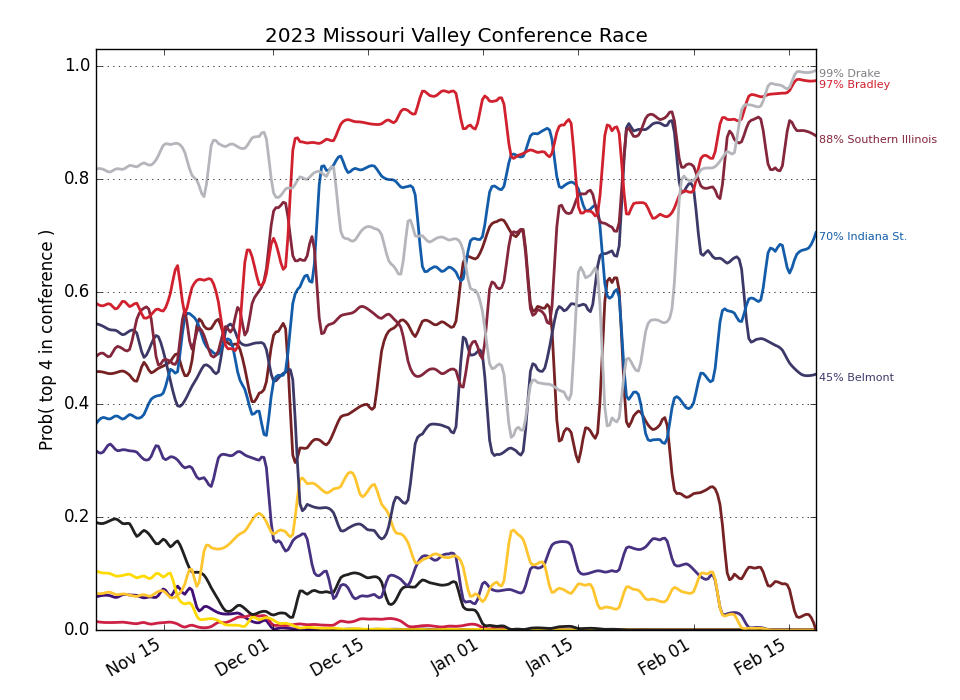 2023 Missouri Valley Conference Race
Prob( top 4 in conference )
1.0
0.8
0.6
0.4
0.2
0.0
Nov 15
Dec 01
Dec 15
Jan 01
Jan 15
Feb 01
Feb 15
99% Drake
97% Bradley
88% Southern Illinois
70% Indiana St.
45% Belmont